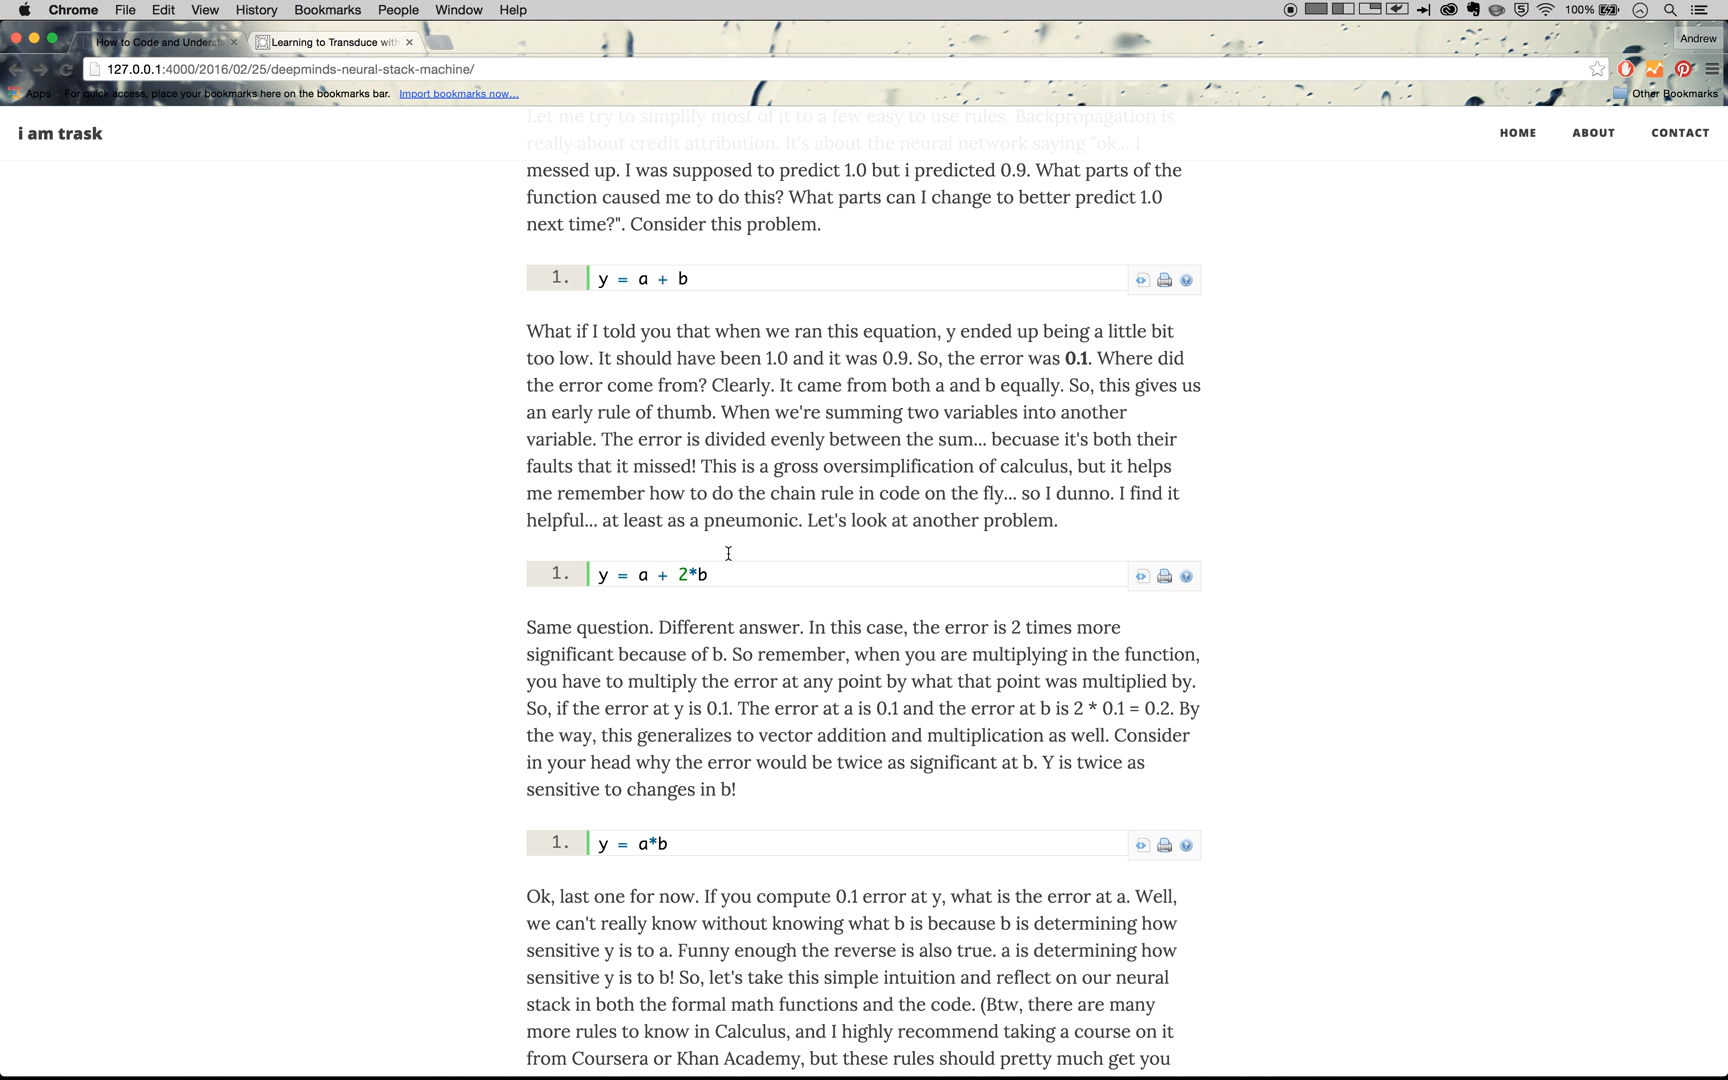 Chrome File Edit View History Bookmarks People Window Help
100%
How to Code and Underst
Learning to Transduce with
Andrew
127.0.0.1:4000/2016/02/25/deepminds-neural-stack-machine/
Apps For quick access, place your bookmarks here on the bookmarks bar. Import bookmarks now...
Other Bookmarks
i am trask
HOME ABOUT CONTACT
Let me try to simplify most of it to a few easy to use rules. Backpropagation is
really about credit attribution. It's about the neural network saying "ok... I
messed up. I was supposed to predict 1.0 but i predicted 0.9. What parts of the
function caused me to do this? What parts can I change to better predict 1.0
next time?". Consider this problem.
1. y = a + b
What if I told you that when we ran this equation, y ended up being a little bit
too low. It should have been 1.0 and it was 0.9. So, the error was 0.1. Where did
the error come from? Clearly. It came from both a and b equally. So, this gives us
an early rule of thumb. When we're summing two variables into another
variable. The error is divided evenly between the sum... becuase it's both their
faults that it missed! This is a gross oversimplification of calculus, but it helps
me remember how to do the chain rule in code on the fly... so I dunno. I find it
helpful... at least as a pneumonic. Let's look at another problem.
1. y = a + 2*b
Same question. Different answer. In this case, the error is 2 times more
significant because of b. So remember, when you are multiplying in the function,
you have to multiply the error at any point by what that point was multiplied by.
So, if the error at y is 0.1. The error at a is 0.1 and the error at b is 2 * 0.1 = 0.2. By
the way, this generalizes to vector addition and multiplication as well. Consider
in your head why the error would be twice as significant at b. Y is twice as
sensitive to changes in b!
1. y = a*b
Ok, last one for now. If you compute 0.1 error at y, what is the error at a. Well,
we can't really know without knowing what b is because b is determining how
sensitive y is to a. Funny enough the reverse is also true. a is determining how
sensitive y is to b! So, let's take this simple intuition and reflect on our neural
stack in both the formal math functions and the code. (Btw, there are many
more rules to know in Calculus, and I highly recommend taking a course on it
from Coursera or Khan Academy, but these rules should pretty much get you